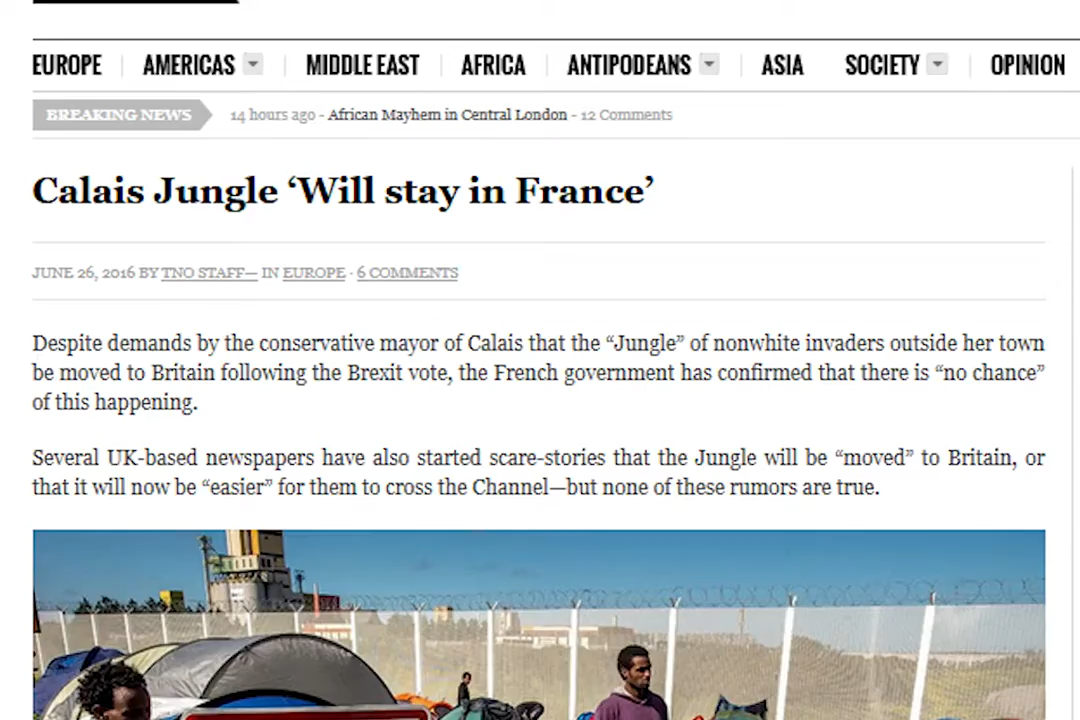 EUROPE AMERICAS MIDDLE EAST AFRICA ANTIPODEANS ASIA SOCIETY OPINION
BREAKING NEWS 14 hours ago - African Mayhem in Central London - 12 Comments
Calais Jungle ‘Will stay in France’
JUNE 26, 2016 BY TNO STAFF— IN EUROPE · 6 COMMENTS
Despite demands by the conservative mayor of Calais that the “Jungle” of nonwhite invaders outside her town
be moved to Britain following the Brexit vote, the French government has confirmed that there is “no chance”
of this happening.
Several UK-based newspapers have also started scare-stories that the Jungle will be “moved” to Britain, or
that it will now be “easier” for them to cross the Channel—but none of these rumors are true.